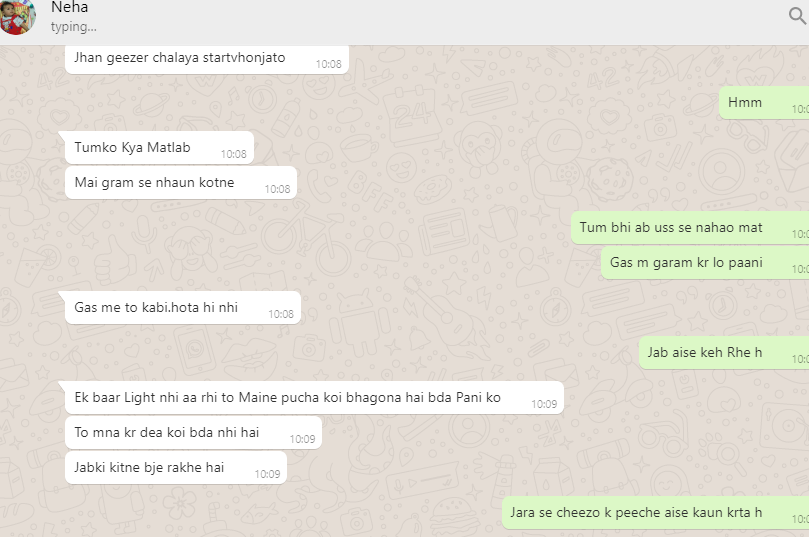 Neha
typing...
Jhan geezer chalaya startvhonjato 10:08
Hmm
Tumko Kya Matlab 10:08
Mai gram se nhaun kotne 10:08
Tum bhi ab uss se nahao mat
Gas m garam kr lo paani
Gas me to kabi.hota hi nhi 10:08
Jab aise keh Rhe h
Ek baar Light nhi aa rhi to Maine pucha koi bhagona hai bda Pani ko 10:09
To mna kr dea koi bda nhi hai 10:09
Jabki kitne bje rakhe hai 10:09
Jara se cheezo k peeche aise kaun krta h